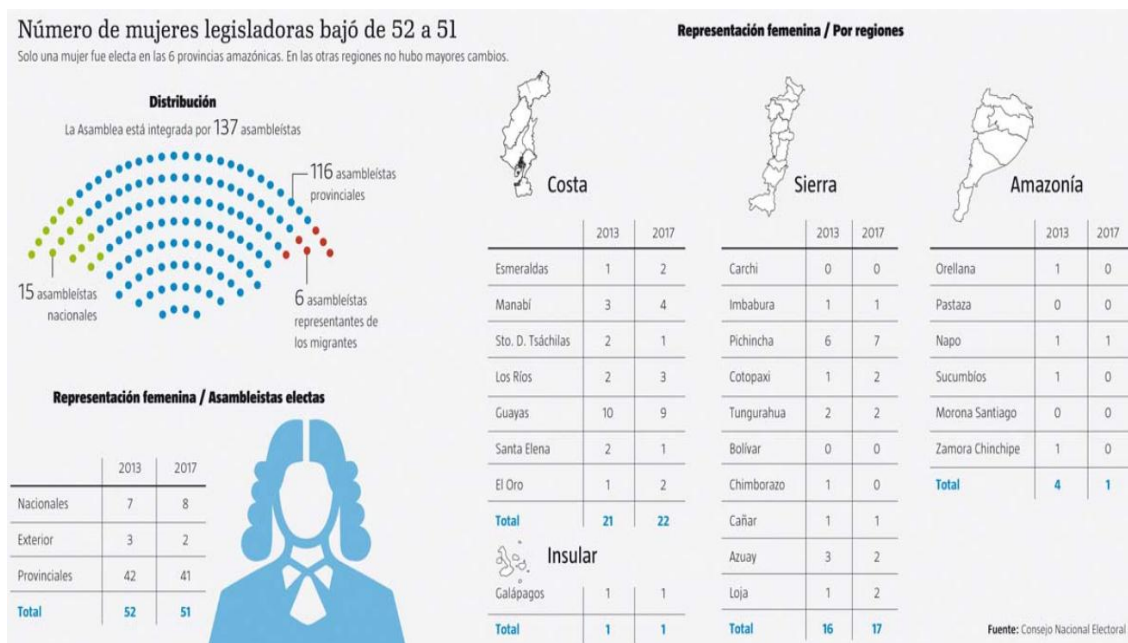 Número de mujeres legisladoras bajó de 52 a 51
Solo una mujer fue electa en las 6 provincias amazónicas. En las otras regiones no hubo mayores cambios.
Distribución
La Asamblea está integrada por 137 asambleístas
116 asambleístas
provinciales
15 asambleístas
nacionales
6 asambleístas
representantes de
los migrantes
Representación femenina / Asambleistas electas
2013 2017
Nacionales 7 8
Exterior 3 2
Provinciales 42 41
Total 52 51
Representación femenina / Por regiones
Costa
2013 2017
Esmeraldas 1 2
Manabí 3 4
Sto. D. Tsáchilas 2 1
Los Ríos 2 3
Guayas 10 9
Santa Elena 2 1
El Oro 1 2
Total 21 22
Insular
Galápagos 1 1
Total 1 1
Sierra
2013 2017
Carchi 0 0
Imbabura 1 1
Pichincha 6 7
Cotopaxi 1 2
Tungurahua 2 2
Bolívar 0 0
Chimborazo 1 0
Cañar 1 1
Azuay 3 2
Loja 1 2
Total 16 17
Amazonía
2013 2017
Orellana 1 0
Pastaza 0 0
Napo 1 1
Sucumbíos 1 0
Morona Santiago 0 0
Zamora Chinchipe 1 0
Total 4 1
Fuente: Consejo Nacional Electoral